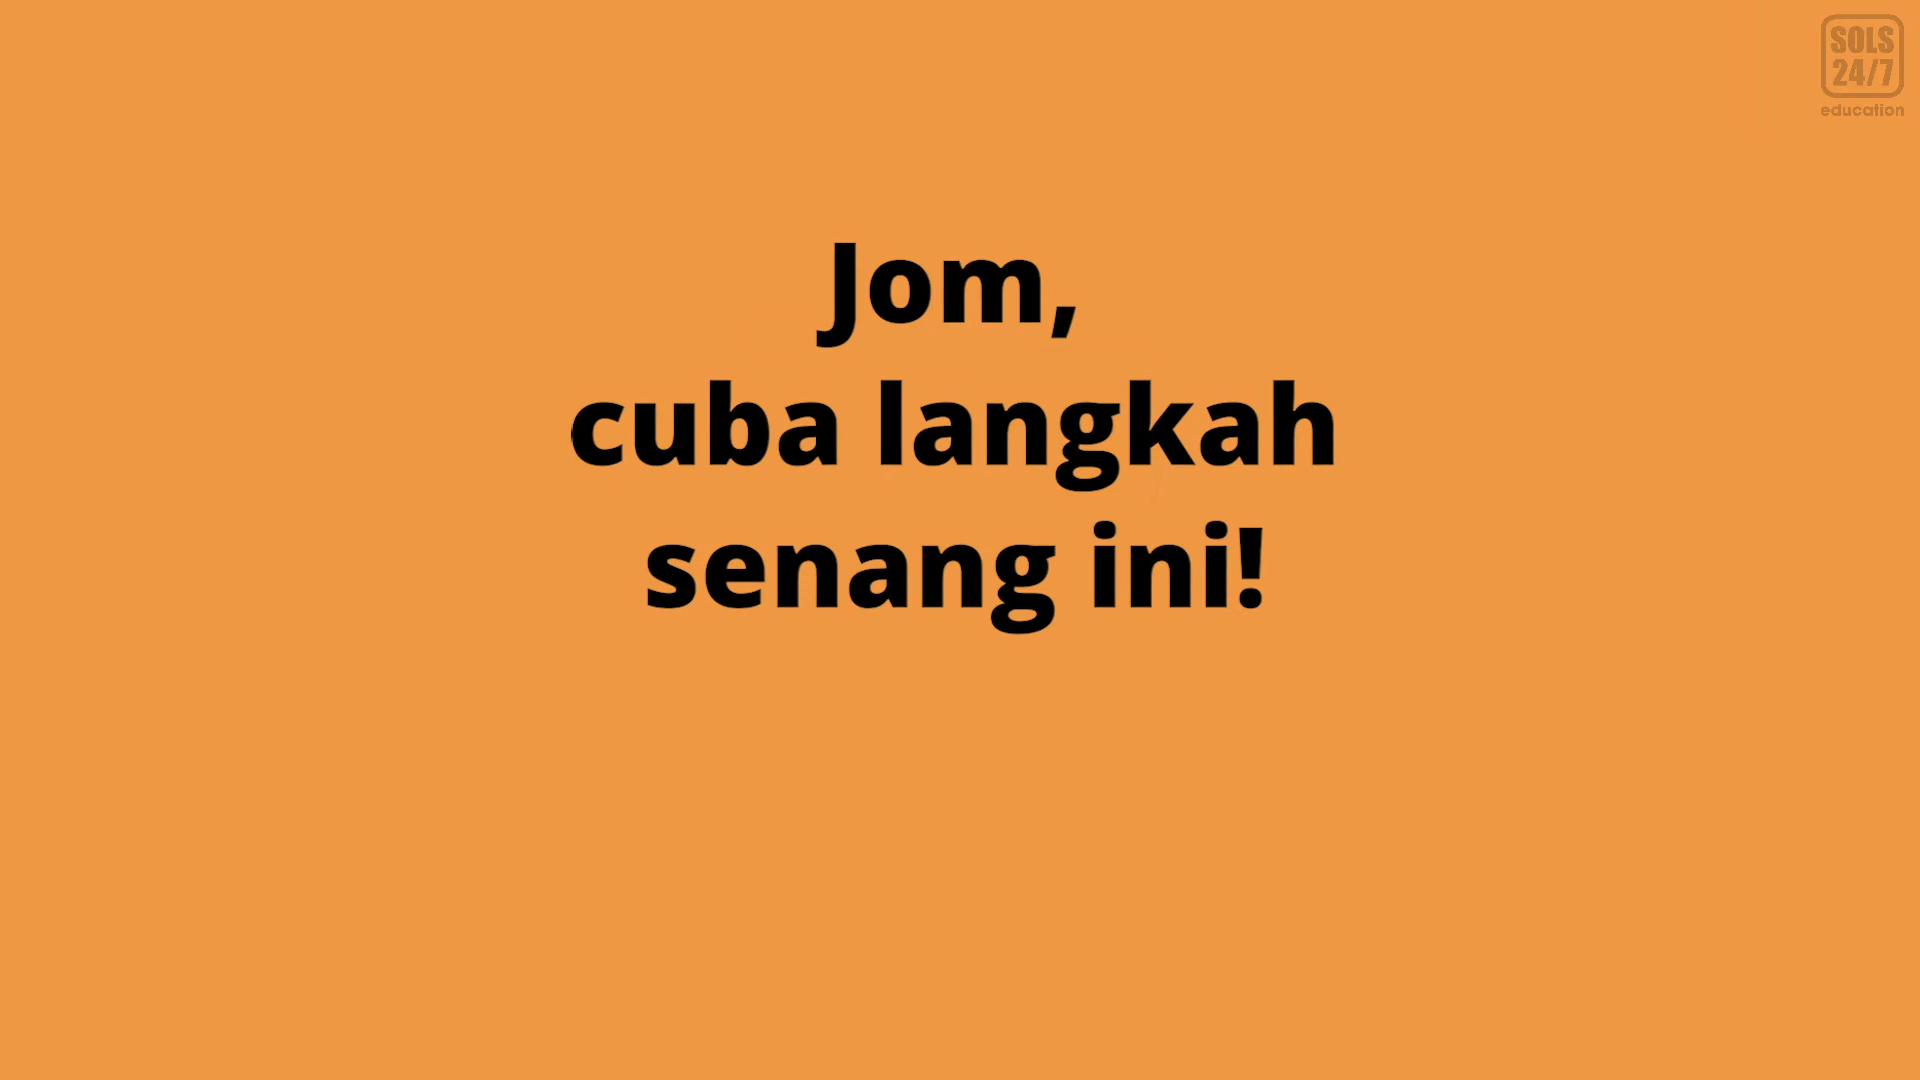 SOLS
24/7
education
Jom,
cuba langkah
senang ini!